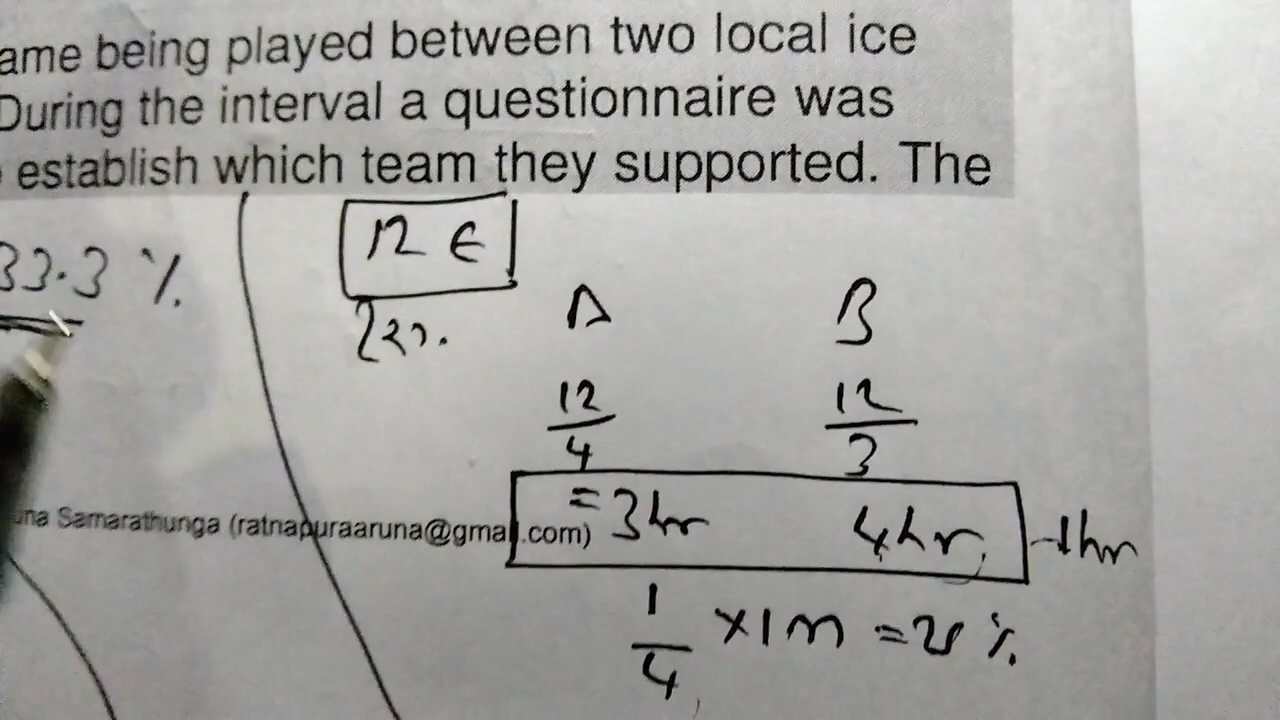 ame being played between two local ice
During the interval a questionnaire was
establish which team they supported. The
33.3 %
12 €
A B
12/4 12/3
una Samarathunga (ratnapuraaruna@gmail.com)
= 3hr 4hr, -1hr
1/4 × 100 = 25 %